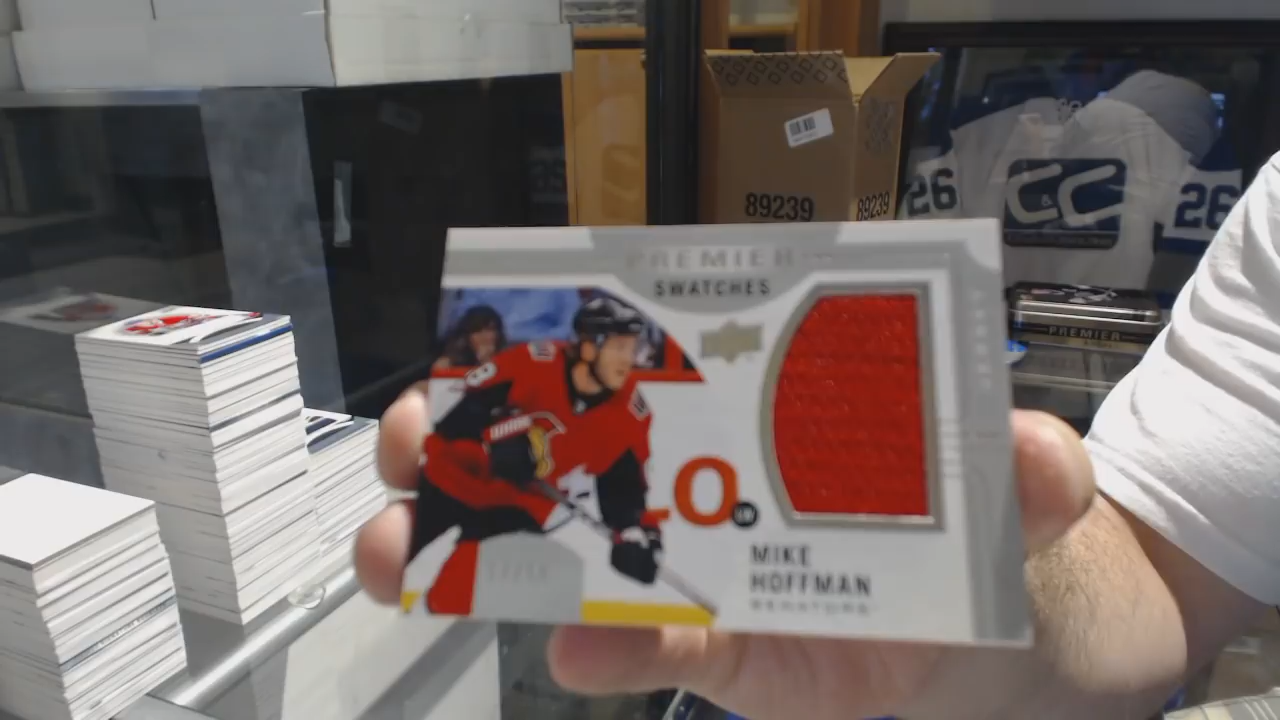 89239
89239
26
C&C
26
PREMIER
PREMIER
SWATCHES
MIKE
HOFFMAN
SENATORS